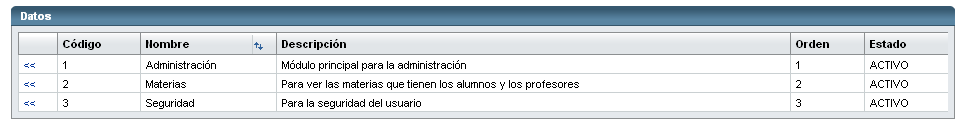 Datos
Código Nombre Descripción Orden Estado
<< 1 Administración Módulo principal para la administración 1 ACTIVO
<< 2 Materias Para ver las materias que tienen los alumnos y los profesores 2 ACTIVO
<< 3 Seguridad Para la seguridad del usuario 3 ACTIVO